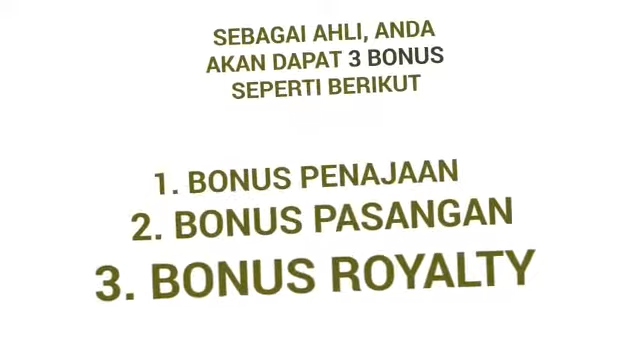 SEBAGAI AHLI, ANDA
AKAN DAPAT 3 BONUS
SEPERTI BERIKUT
1. BONUS PENAJAAN
2. BONUS PASANGAN
3. BONUS ROYALTY